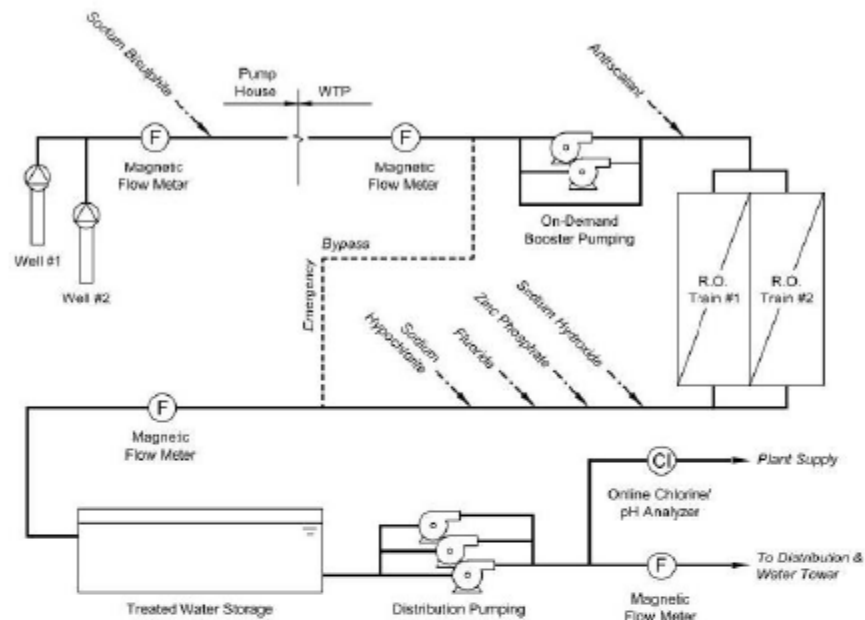 Sodium Bisulphite
Pump
House
WTP
Antiscalant
F
Magnetic
Flow Meter
F
Magnetic
Flow Meter
On-Demand
Booster Pumping
Well #1
Well #2
Bypass
Emergency
R.O.
Train #1
R.O.
Train #2
Sodium
Hypochlorite
Fluoride
Zinc Phosphate
Sodium Hydroxide
F
Magnetic
Flow Meter
Cl
Plant Supply
Online Chlorine/
pH Analyzer
F
To Distribution &
Water Tower
Magnetic
Flow Meter
Treated Water Storage
Distribution Pumping